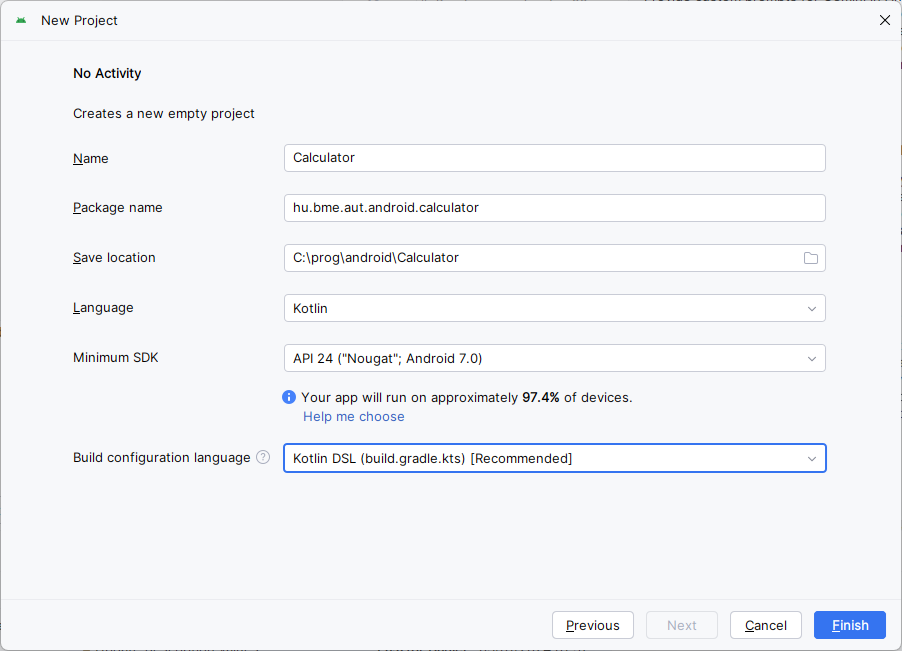 New Project
No Activity
Creates a new empty project
Name
Calculator
Package name
hu.bme.aut.android.calculator
Save location
C:\prog\android\Calculator
Language
Kotlin
Minimum SDK
API 24 ("Nougat"; Android 7.0)
Your app will run on approximately 97.4% of devices.
Help me choose
Build configuration language ?
Kotlin DSL (build.gradle.kts) [Recommended]
Previous Next Cancel Finish